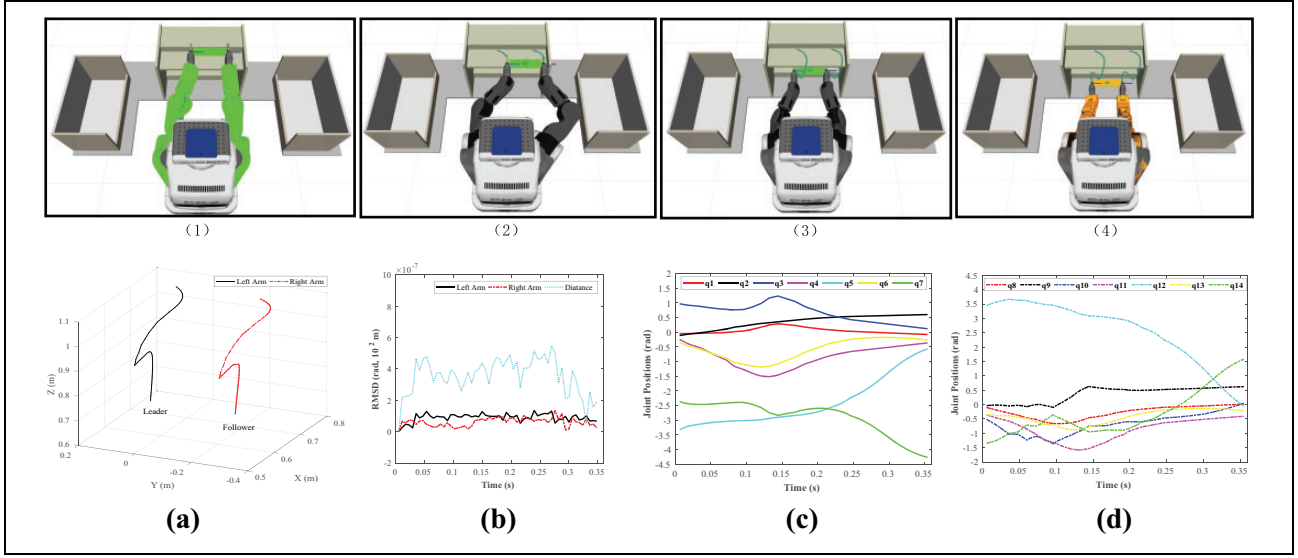 (1) (2) (3) (4)
Left Arm Right Arm
Leader
Follower
Z (m)
1.1
1
0.9
0.8
0.7
0.6
0.2 0 -0.2 -0.4
Y (m)
0.5 0.6 0.7 0.8
X (m)
(a)
×10⁻⁷
Left Arm Right Arm Distance
RMSD (rad, 10² m)
10
8
6
4
2
0
-2
0 0.05 0.1 0.15 0.2 0.25 0.3 0.35
Time (s)
(b)
q1 q2 q3 q4 q5 q6 q7
Joint Positions (rad)
2
1.5
1
0.5
0
-0.5
-1
-1.5
-2
-2.5
-3
-3.5
-4
-4.5
0 0.05 0.1 0.15 0.2 0.25 0.3 0.35
Time (s)
(c)
q8 q9 q10 q11 q12 q13 q14
Joint Positions (rad)
4.5
4
3.5
3
2.5
2
1.5
1
0.5
0
-0.5
-1
-1.5
-2
0 0.05 0.1 0.15 0.2 0.25 0.3 0.35
Time (s)
(d)